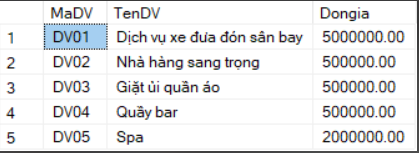 MaDV TenDV Dongia
1 DV01 Dịch vụ xe đưa đón sân bay 5000000.00
2 DV02 Nhà hàng sang trọng 500000.00
3 DV03 Giặt ủi quần áo 500000.00
4 DV04 Quầy bar 500000.00
5 DV05 Spa 2000000.00